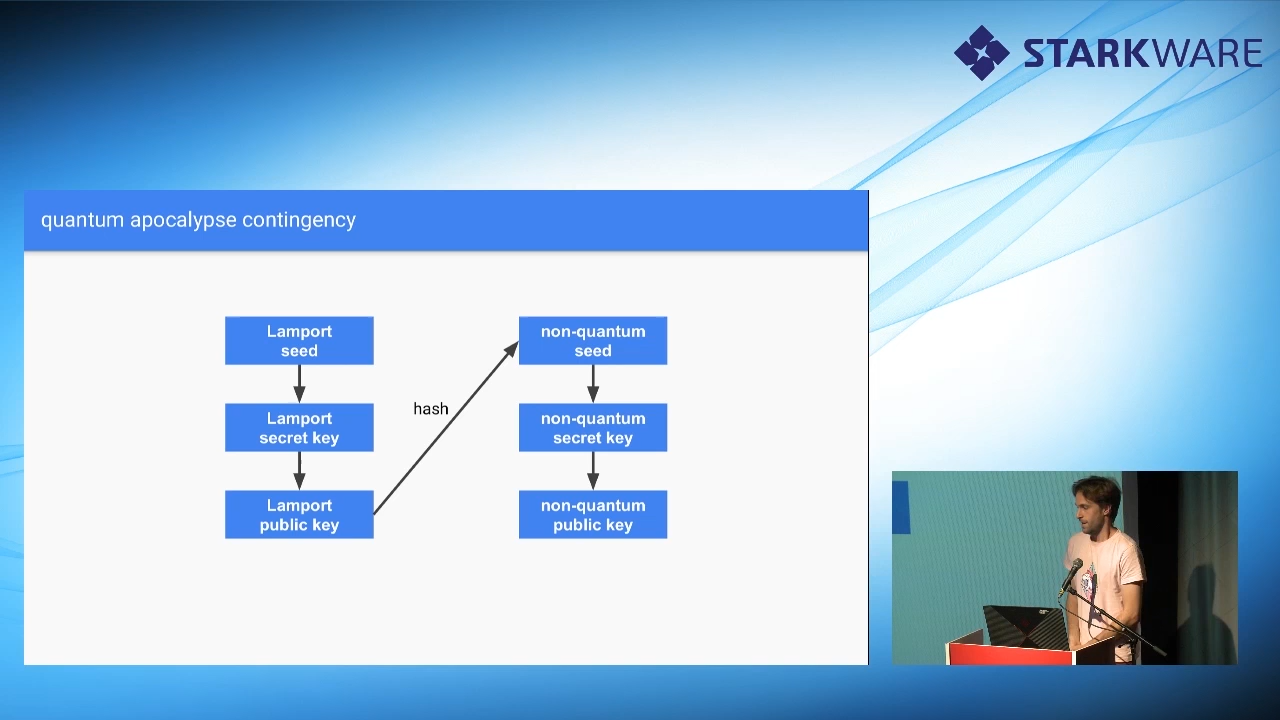 STARKWARE
quantum apocalypse contingency
Lamport
seed
non-quantum
seed
hash
Lamport
secret key
non-quantum
secret key
Lamport
public key
non-quantum
public key